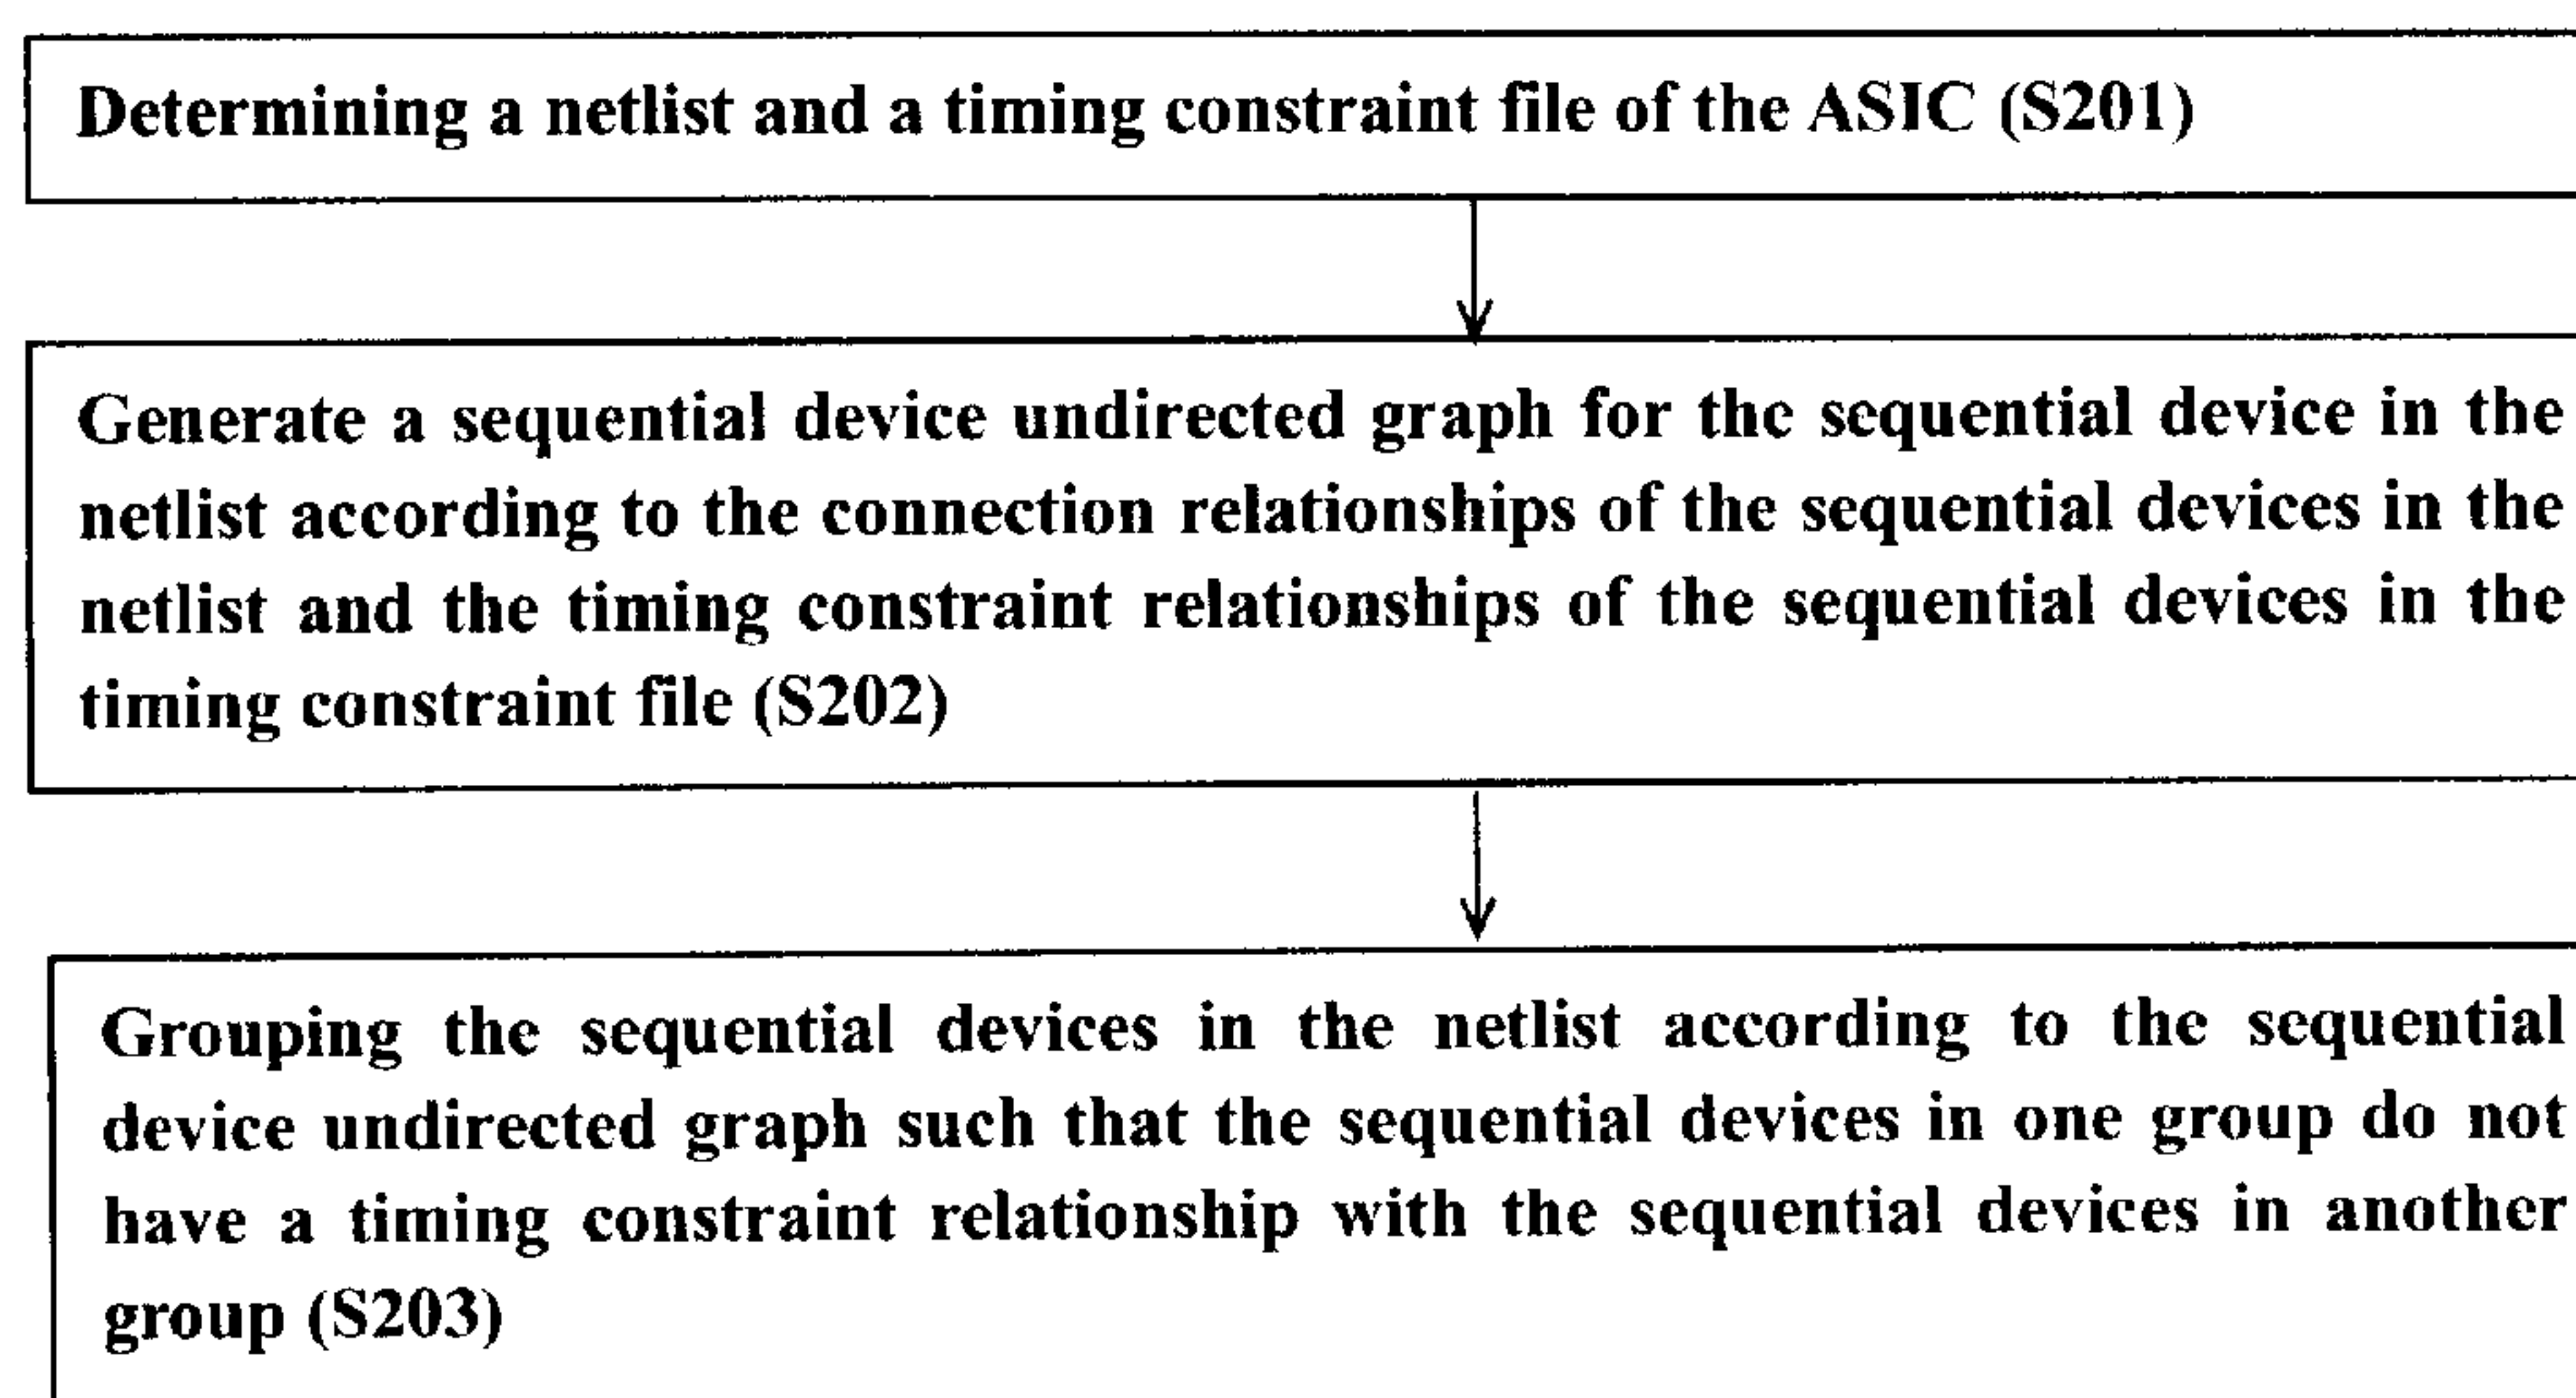 Determining a netlist and a timing constraint file of the ASIC (S201)
Generate a sequential device undirected graph for the sequential device in the
netlist according to the connection relationships of the sequential devices in the
netlist and the timing constraint relationships of the sequential devices in the
timing constraint file (S202)
Grouping the sequential devices in the netlist according to the sequential
device undirected graph such that the sequential devices in one group do not
have a timing constraint relationship with the sequential devices in another
group (S203)